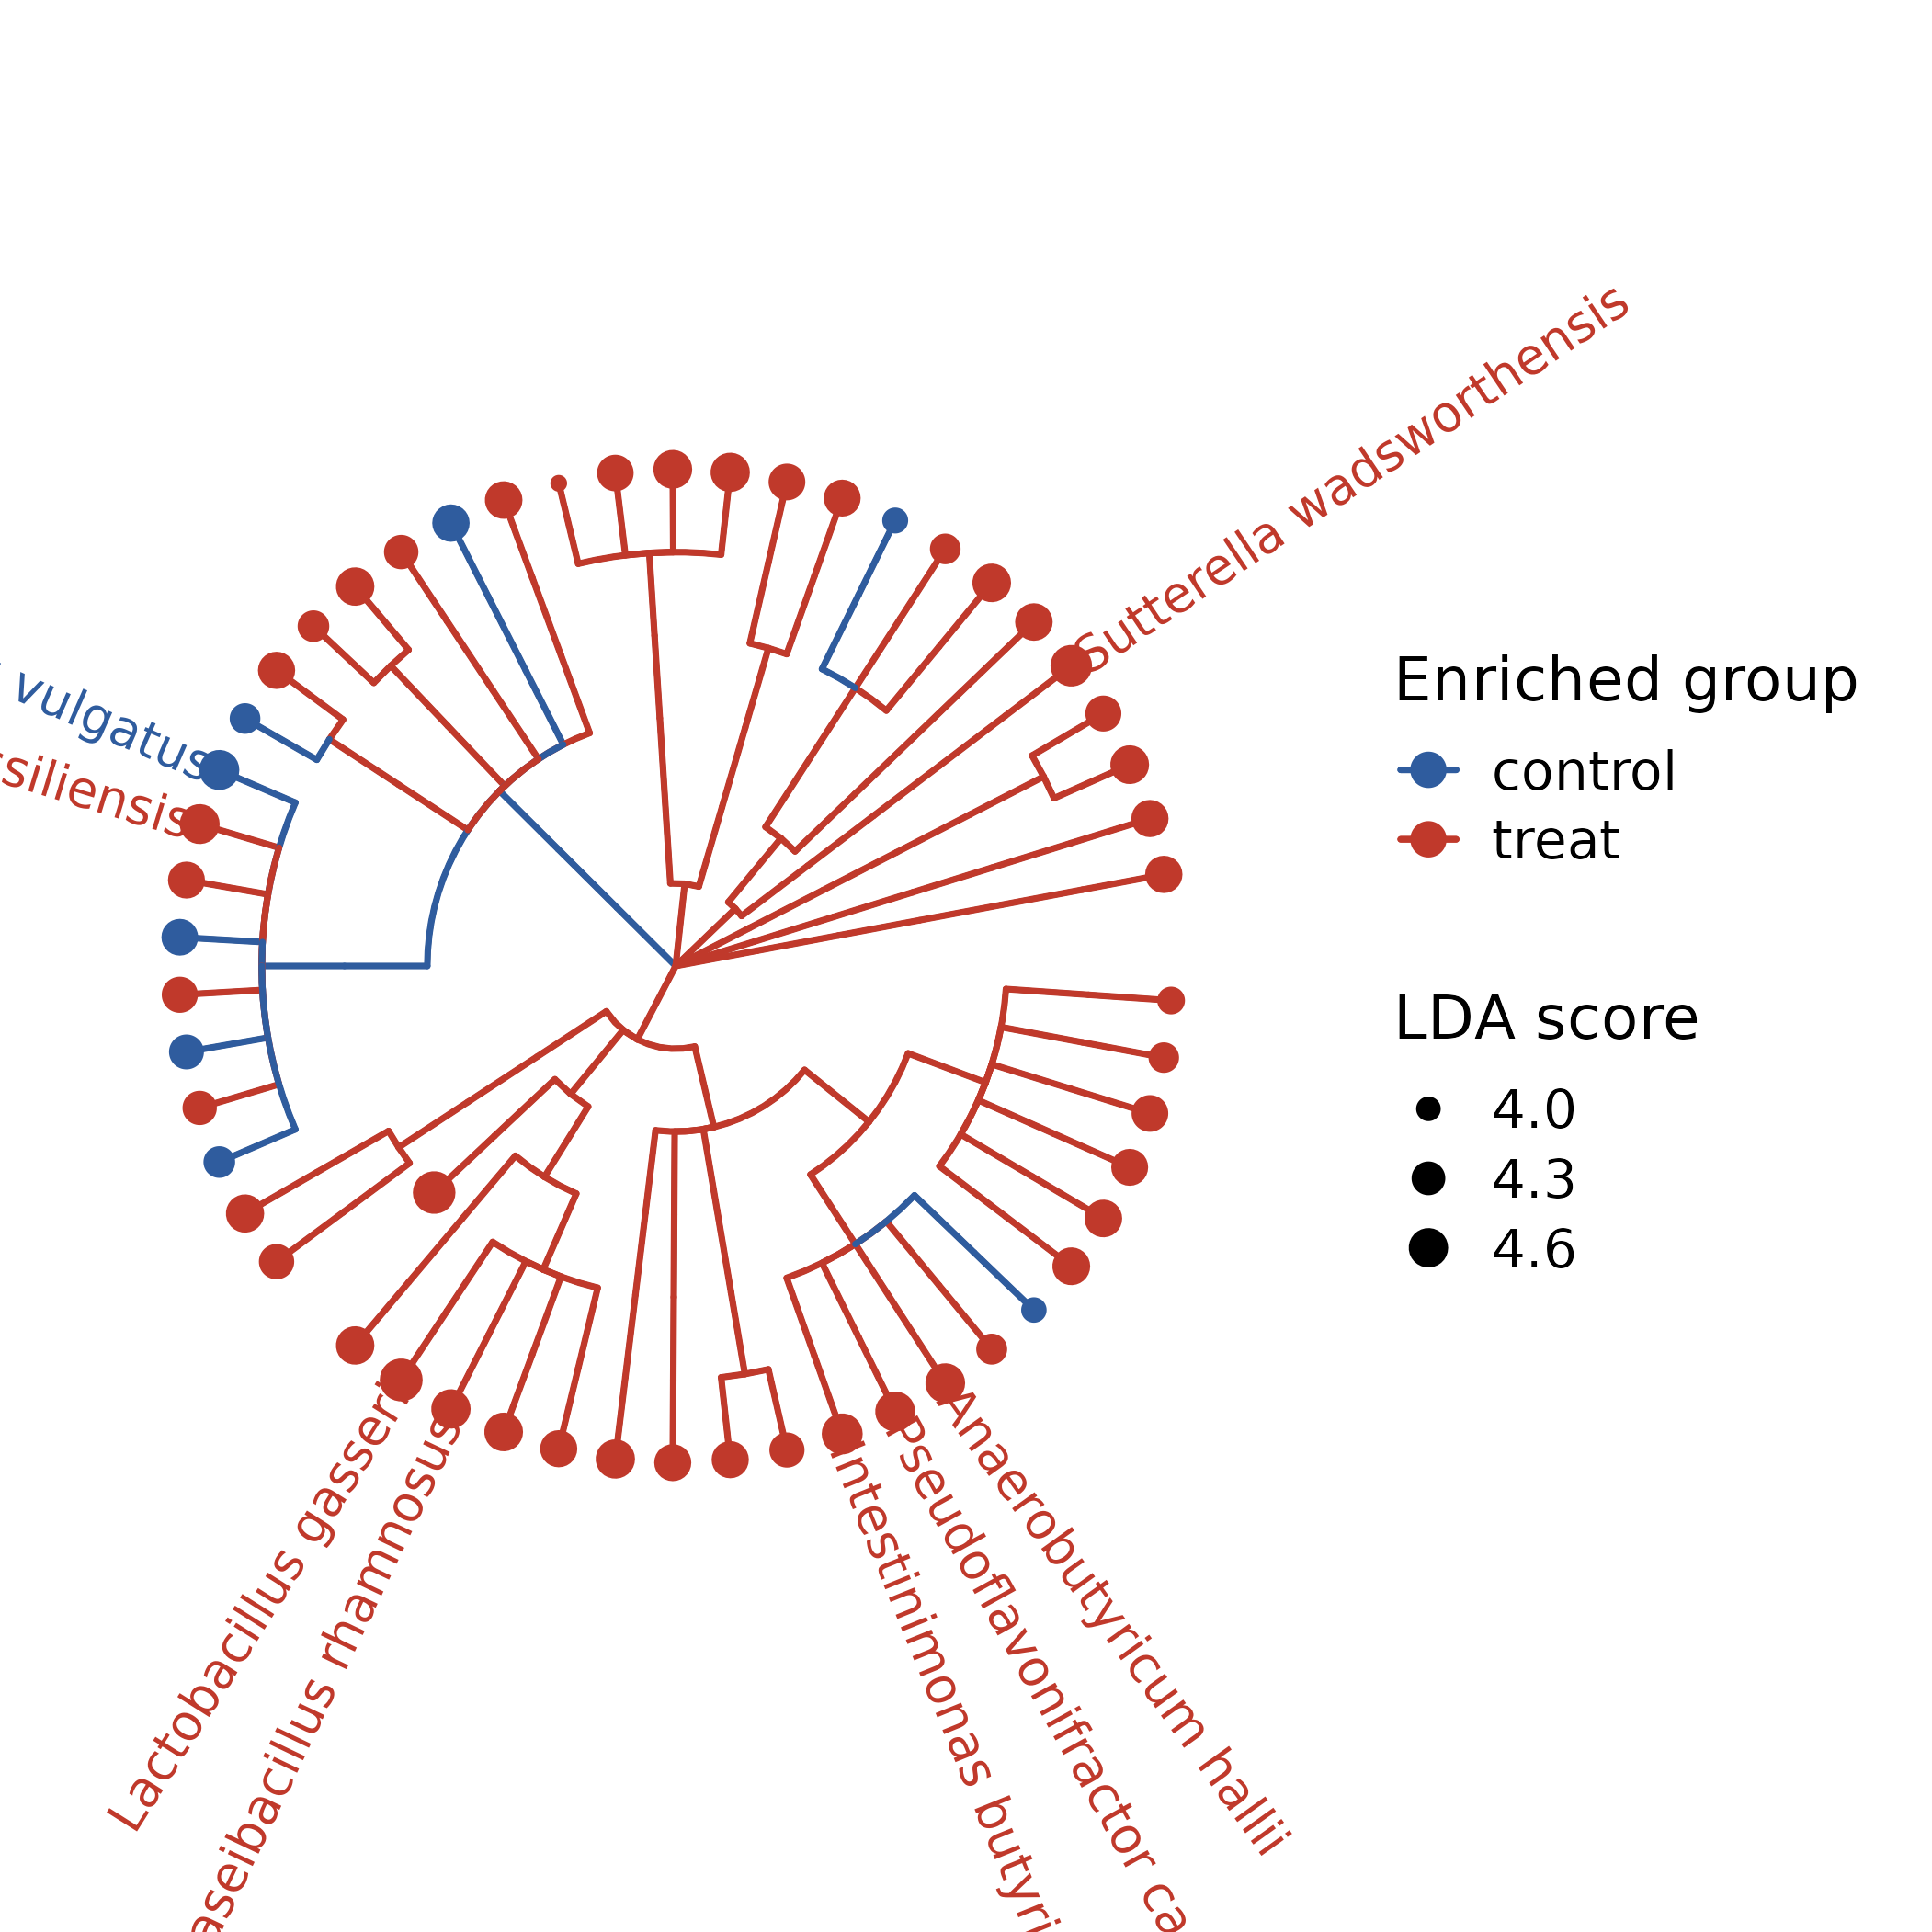 Sutterella wadsworthensis
vulgatus
siliensis
Enriched group
control
treat
LDA score
4.0
4.3
4.6
Lactobacillus gasseri
aseibacillus rhamnosus
Intestinimonas butyri
Pseudoflavonifractor ca
Anaerobutyricum hallii